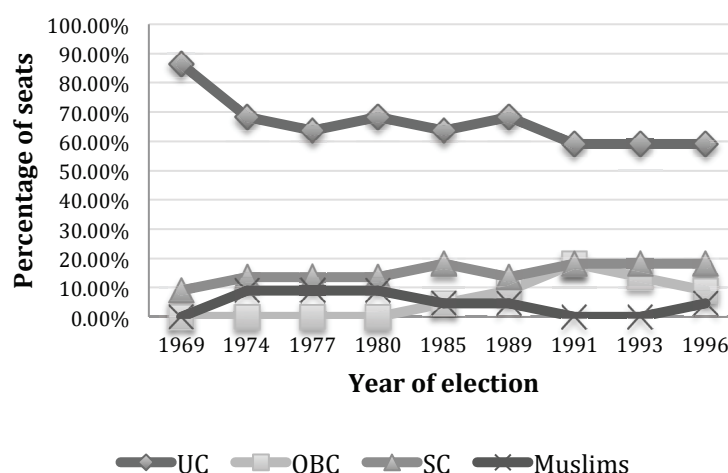 100.00%
90.00%
80.00%
70.00%
60.00%
50.00%
40.00%
30.00%
20.00%
10.00%
0.00%
Percentage of seats
1969 1974 1977 1980 1985 1989 1991 1993 1996
Year of election
UC OBC SC Muslims